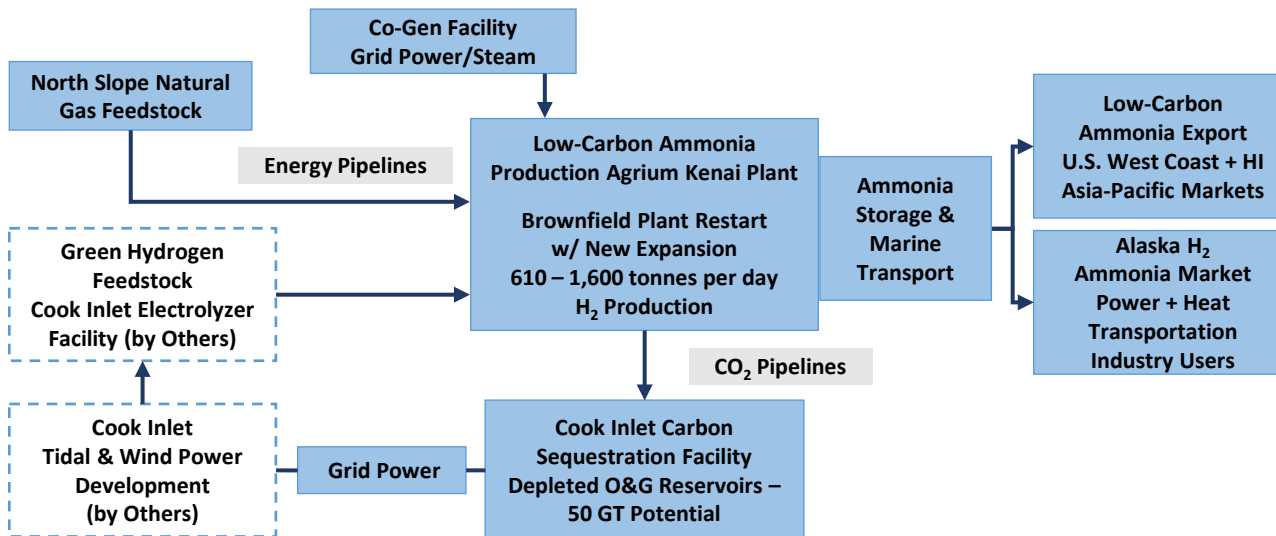 Co-Gen Facility
Grid Power/Steam
North Slope Natural
Gas Feedstock
Energy Pipelines
Low-Carbon Ammonia
Production Agrium Kenai Plant
Brownfield Plant Restart
w/ New Expansion
610 – 1,600 tonnes per day
H₂ Production
Ammonia
Storage &
Marine
Transport
Low-Carbon
Ammonia Export
U.S. West Coast + HI
Asia-Pacific Markets
Alaska H₂
Ammonia Market
Power + Heat
Transportation
Industry Users
Green Hydrogen
Feedstock
Cook Inlet Electrolyzer
Facility (by Others)
CO₂ Pipelines
Cook Inlet
Tidal & Wind Power
Development
(by Others)
Grid Power
Cook Inlet Carbon
Sequestration Facility
Depleted O&G Reservoirs –
50 GT Potential